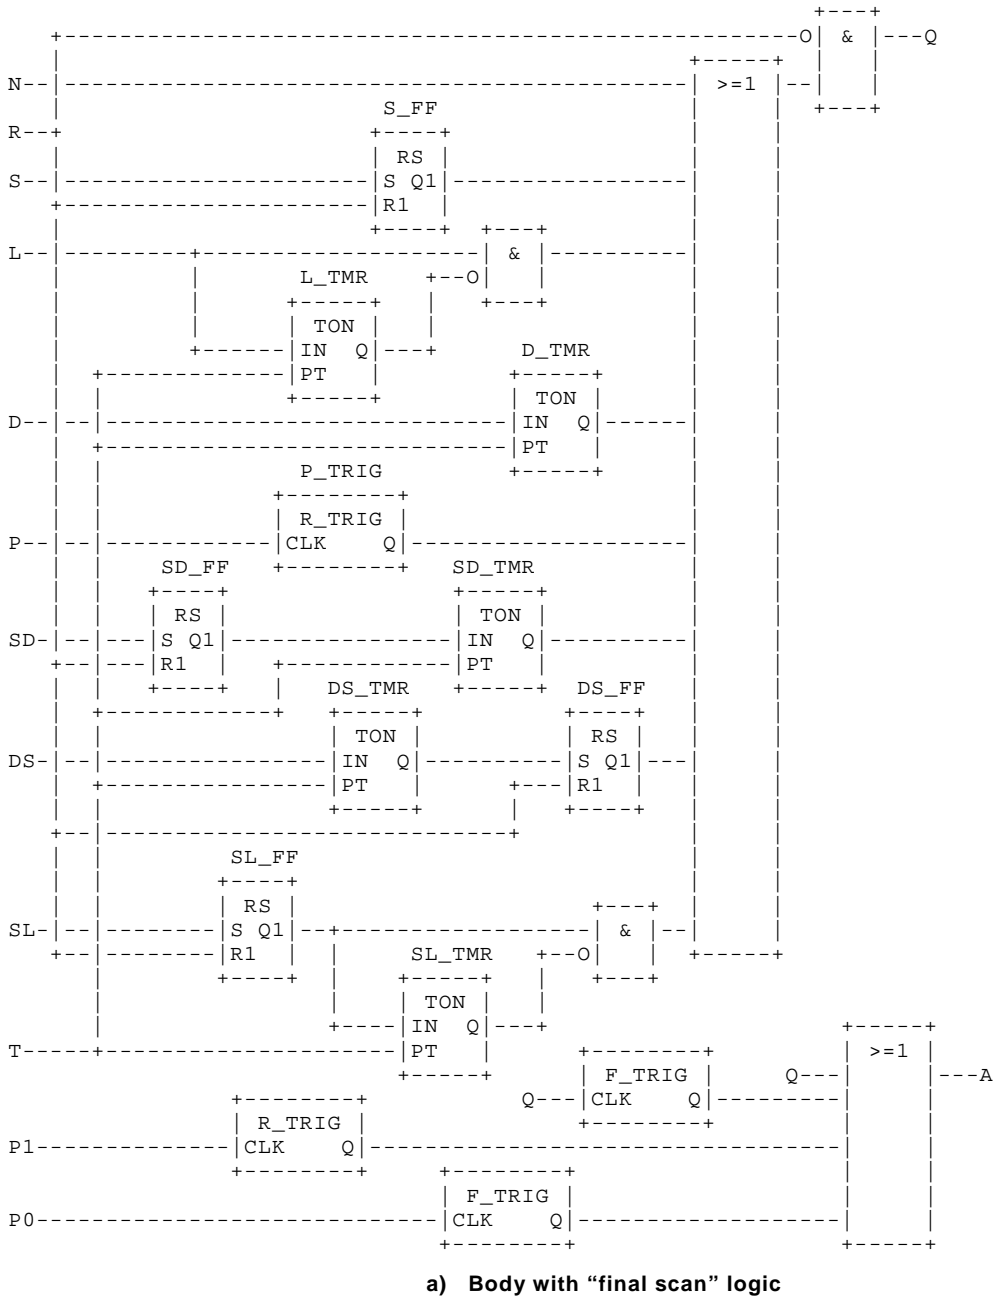 & Q
N >=1
S_FF
R
RS
S S Q1
R1
L &
L_TMR
TON
IN Q D_TMR
PT
TON
D IN Q
PT
P_TRIG
R_TRIG
P CLK Q
SD_FF SD_TMR
RS TON
SD S Q1 IN Q
R1 PT
DS_TMR DS_FF
TON RS
DS IN Q S Q1
PT R1
SL_FF
RS
SL S Q1 &
R1 SL_TMR
TON
IN Q
T PT >=1
F_TRIG Q A
Q CLK Q
R_TRIG
P1 CLK Q
F_TRIG
P0 CLK Q
a) Body with “final scan” logic